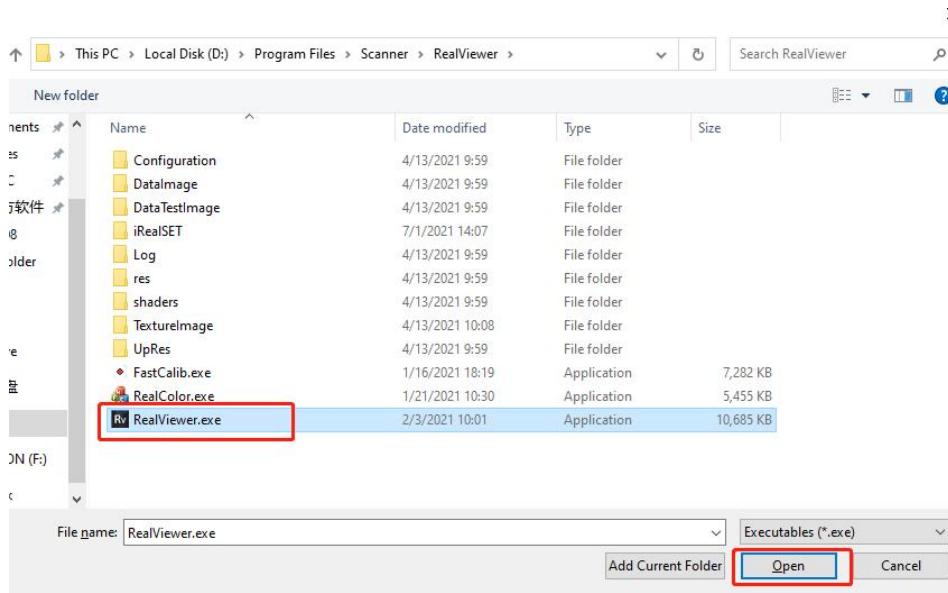 This PC > Local Disk (D:) > Program Files > Scanner > RealViewer >
Search RealViewer
New folder
Name Date modified Type Size
Configuration 4/13/2021 9:59 File folder
DataImage 4/13/2021 9:59 File folder
DataTestImage 4/13/2021 9:59 File folder
iRealSET 7/1/2021 14:07 File folder
Log 4/13/2021 9:59 File folder
res 4/13/2021 9:59 File folder
shaders 4/13/2021 9:59 File folder
TextureImage 4/13/2021 10:08 File folder
UpRes 4/13/2021 9:59 File folder
FastCalib.exe 1/16/2021 18:19 Application 7,282 KB
RealColor.exe 1/21/2021 10:30 Application 5,455 KB
Rv RealViewer.exe 2/3/2021 10:01 Application 10,685 KB
软件
盘
(F:)
File name: RealViewer.exe Executables (*.exe)
Add Current Folder Open Cancel